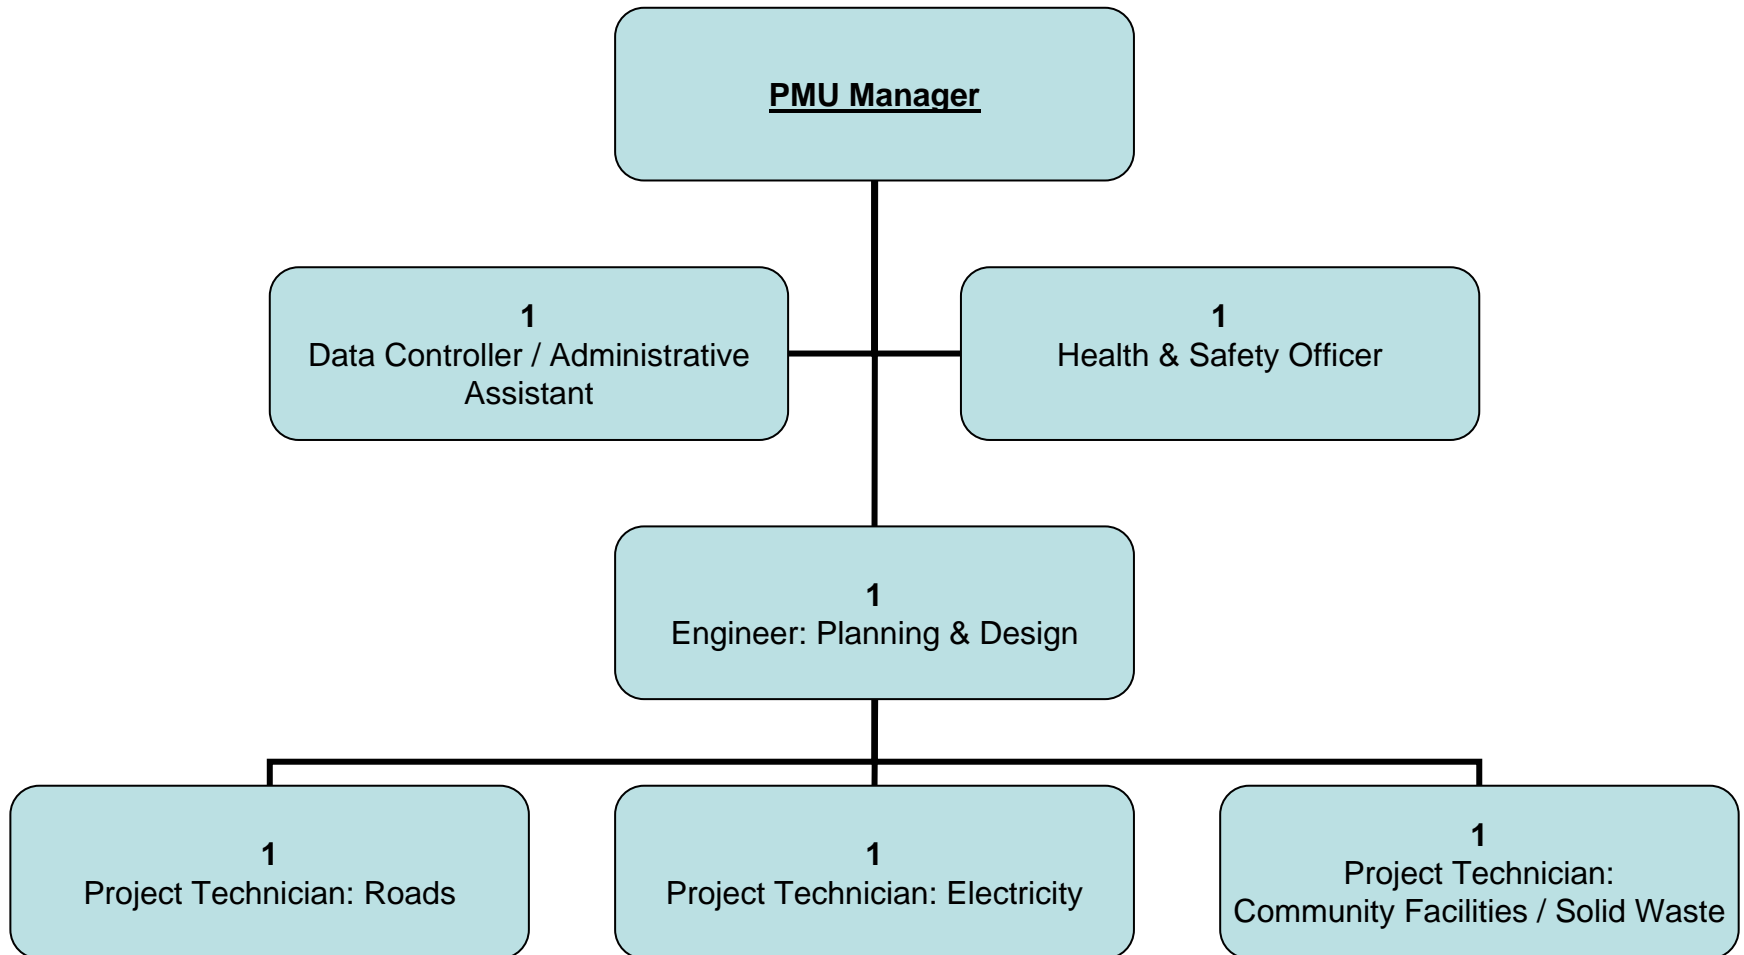 PMU Manager
1
Data Controller / Administrative
Assistant
1
Health & Safety Officer
1
Engineer: Planning & Design
1
Project Technician: Roads
1
Project Technician: Electricity
1
Project Technician:
Community Facilities / Solid Waste